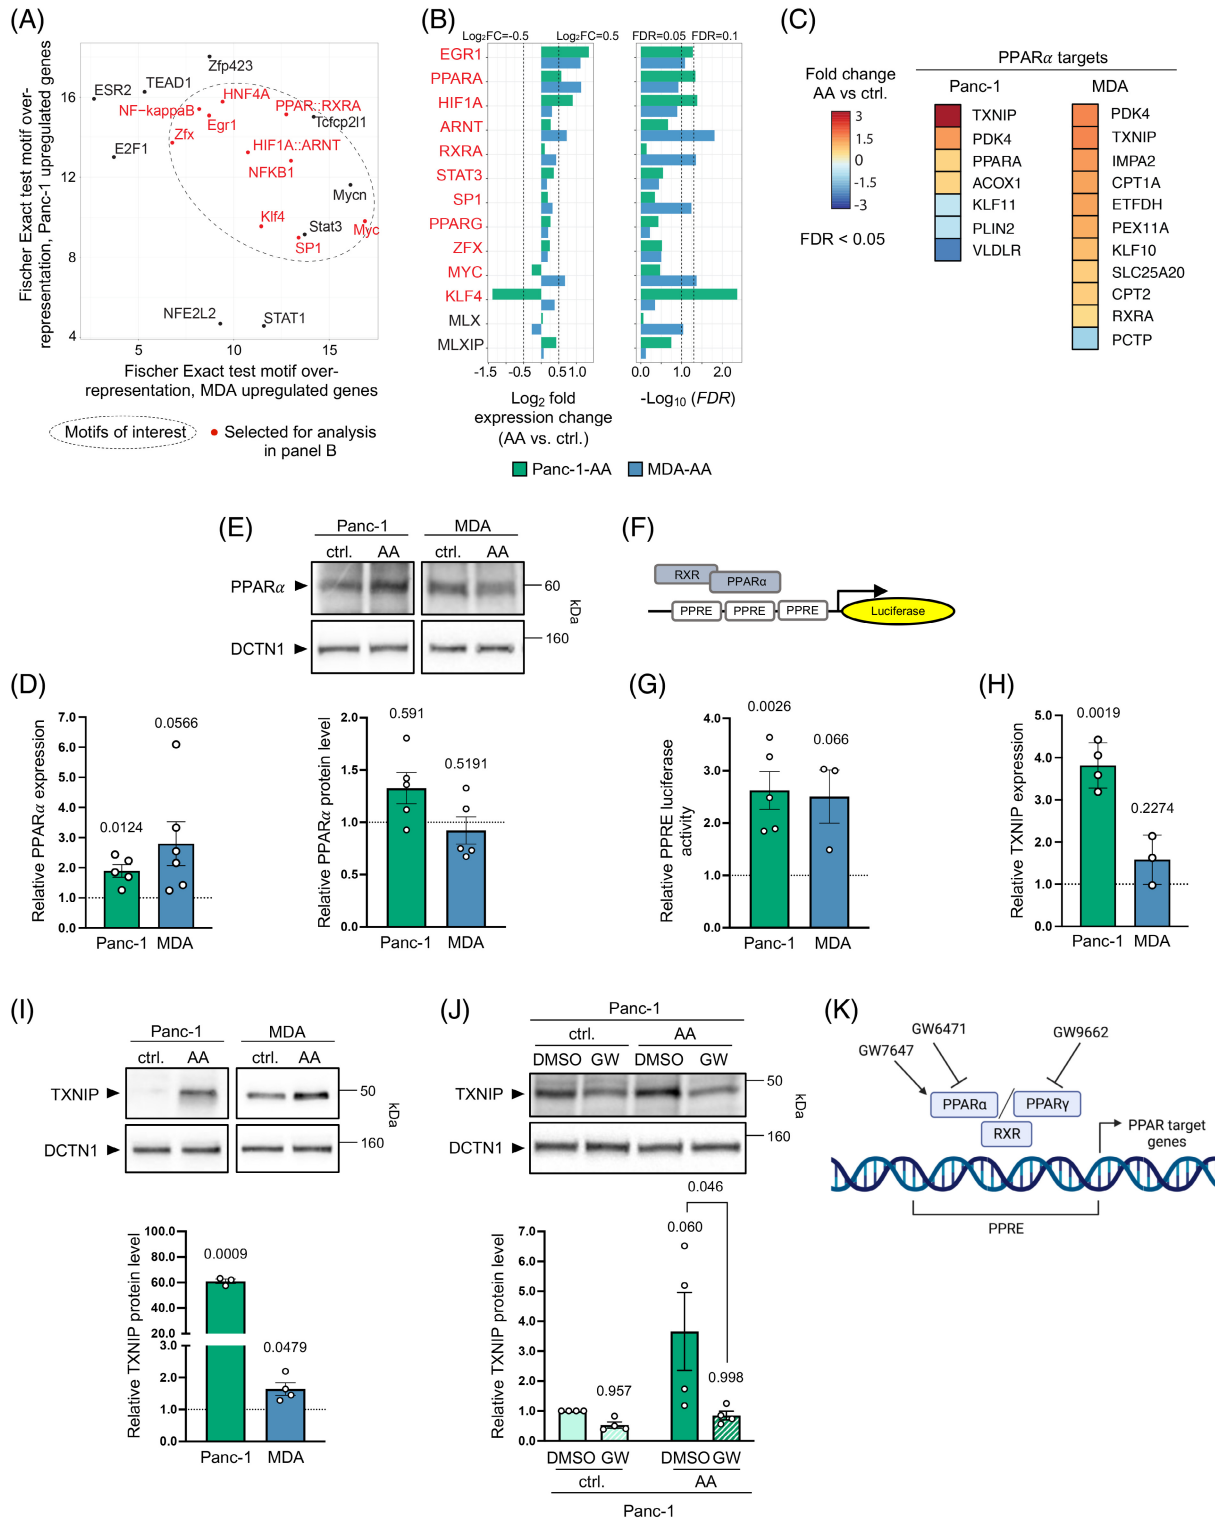 (A)
Fischer Exact test motif over-
representation, Panc-1 upregulated genes
16
12
8
4
5
10
15
Zfp423
TEAD1
ESR2
HNF4A
NF−kappaB
PPAR::RXRA
Egr1
Tcfcp2l1
Zfx
E2F1
HIF1A::ARNT
NFKB1
Mycn
Klf4
Stat3
Myc
SP1
NFE2L2
STAT1
Fischer Exact test motif over-
representation, MDA upregulated genes
Motifs of interest
Selected for analysis
in panel B
(B)
Log2FC=-0.5
Log2FC=0.5
FDR=0.05
FDR=0.1
EGR1
PPARA
HIF1A
ARNT
RXRA
STAT3
SP1
PPARG
ZFX
MYC
KLF4
MLX
MLXIP
-1.5
-0.5
0.5
1.0
0.0
1.0
2.0
Log2 fold
expression change
(AA vs. ctrl.)
-Log10 (FDR)
Panc-1-AA
MDA-AA
(C)
PPARα targets
Fold change
AA vs ctrl.
3
1.5
0
-1.5
-3
FDR < 0.05
Panc-1
TXNIP
PDK4
PPARA
ACOX1
KLF11
PLIN2
VLDLR
MDA
PDK4
TXNIP
IMPA2
CPT1A
ETFDH
PEX11A
KLF10
SLC25A20
CPT2
RXRA
PCTP
(E)
Panc-1
MDA
ctrl.
AA
ctrl.
AA
PPARα
60
kDa
DCTN1
160
(F)
RXR
PPARα
PPRE
PPRE
PPRE
Luciferase
(D)
Relative PPARα expression
7.0
6.0
5.0
4.0
3.0
2.0
1.0
0.0
0.0124
0.0566
Panc-1
MDA
Relative PPARα protein level
2.0
1.5
1.0
0.5
0.0
0.591
0.5191
Panc-1
MDA
(G)
Relative PPRE luciferase
activity
4.0
3.0
2.0
1.0
0.0
0.0026
0.066
Panc-1
MDA
(H)
Relative TXNIP expression
5.0
4.0
3.0
2.0
1.0
0.0
0.0019
0.2274
Panc-1
MDA
(I)
Panc-1
MDA
ctrl.
AA
ctrl.
AA
TXNIP
50
kDa
DCTN1
160
Relative TXNIP protein level
100.0
80.0
60.0
40.0
20.0
3.0
2.0
1.0
0.0
0.0009
0.0479
Panc-1
MDA
(J)
Panc-1
ctrl.
AA
DMSO
GW
DMSO
GW
TXNIP
50
kDa
DCTN1
160
Relative TXNIP protein level
7.0
6.0
5.0
4.0
3.0
2.0
1.0
0.0
0.046
0.060
0.957
0.998
DMSO
GW
DMSO
GW
ctrl.
AA
Panc-1
(K)
GW6471
GW7647
GW9662
PPARα
PPARγ
RXR
PPAR target
genes
PPRE